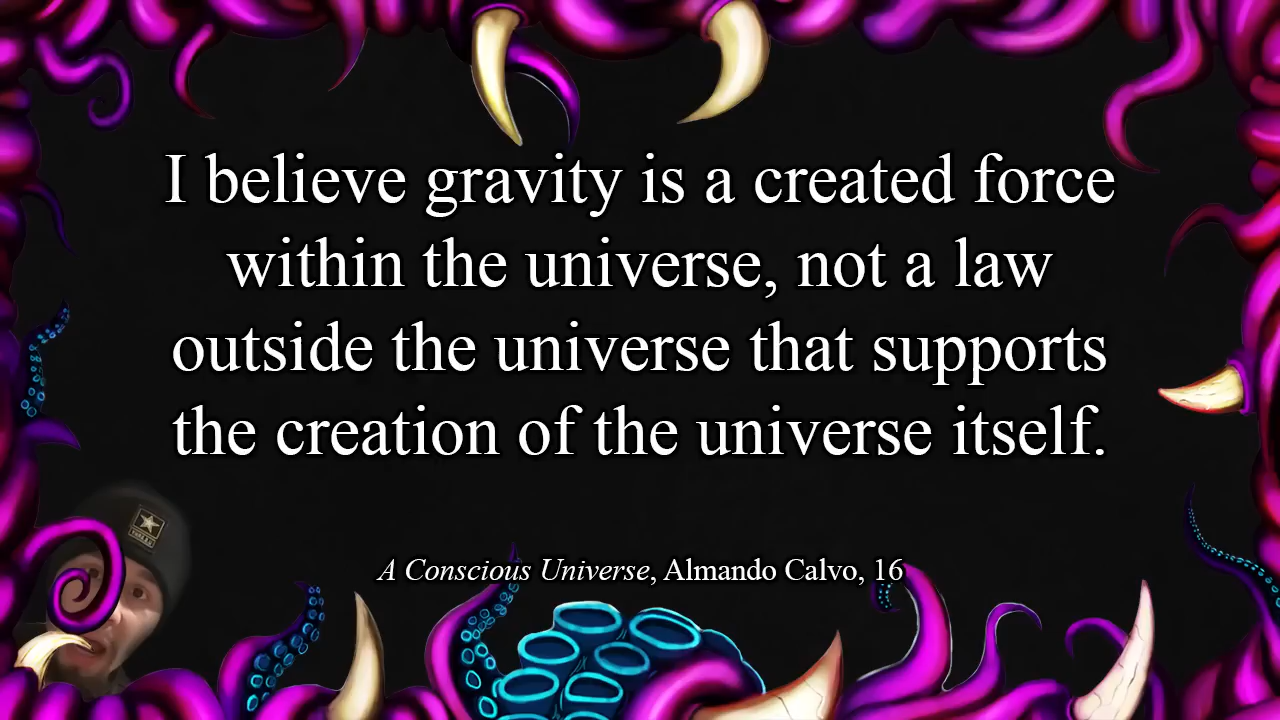 I believe gravity is a created force
within the universe, not a law
outside the universe that supports
the creation of the universe itself.
A Conscious Universe, Almando Calvo, 16